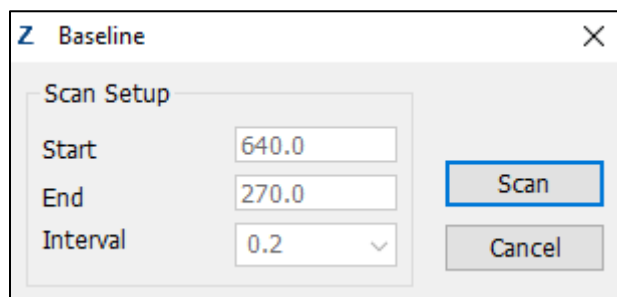 Z Baseline
Scan Setup
Start 640.0
End 270.0
Interval 0.2
Scan
Cancel